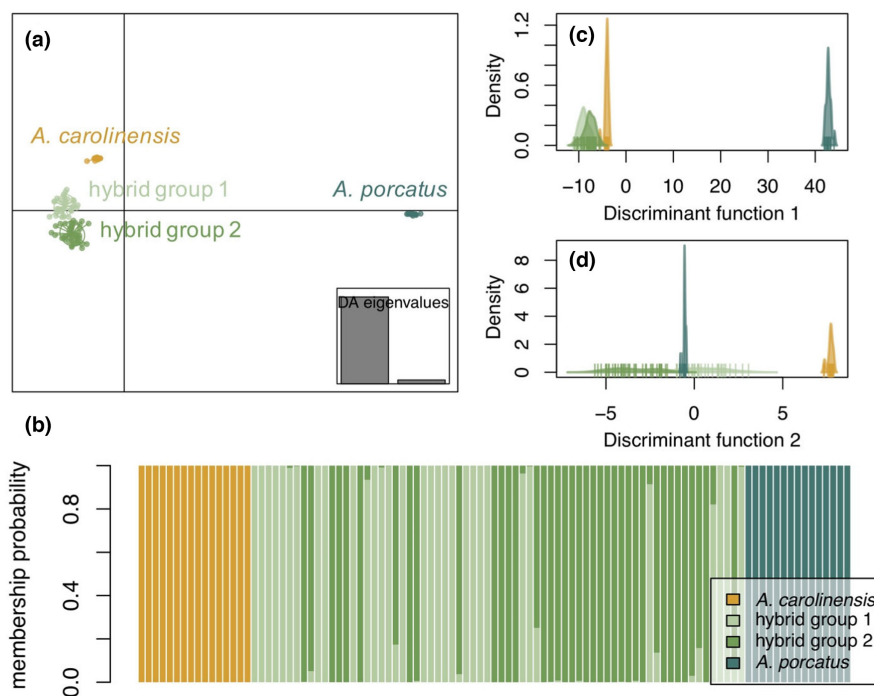 (a)
A. carolinensis
hybrid group 1
A. porcatus
hybrid group 2
DA eigenvalues
(c)
Density
0.0 0.6 1.2
-10 0 10 20 30 40
Discriminant function 1
(d)
Density
0 2 4 6 8
-5 0 5
Discriminant function 2
(b)
membership probability
0.0 0.4 0.8
A. carolinensis
hybrid group 1
hybrid group 2
A. porcatus